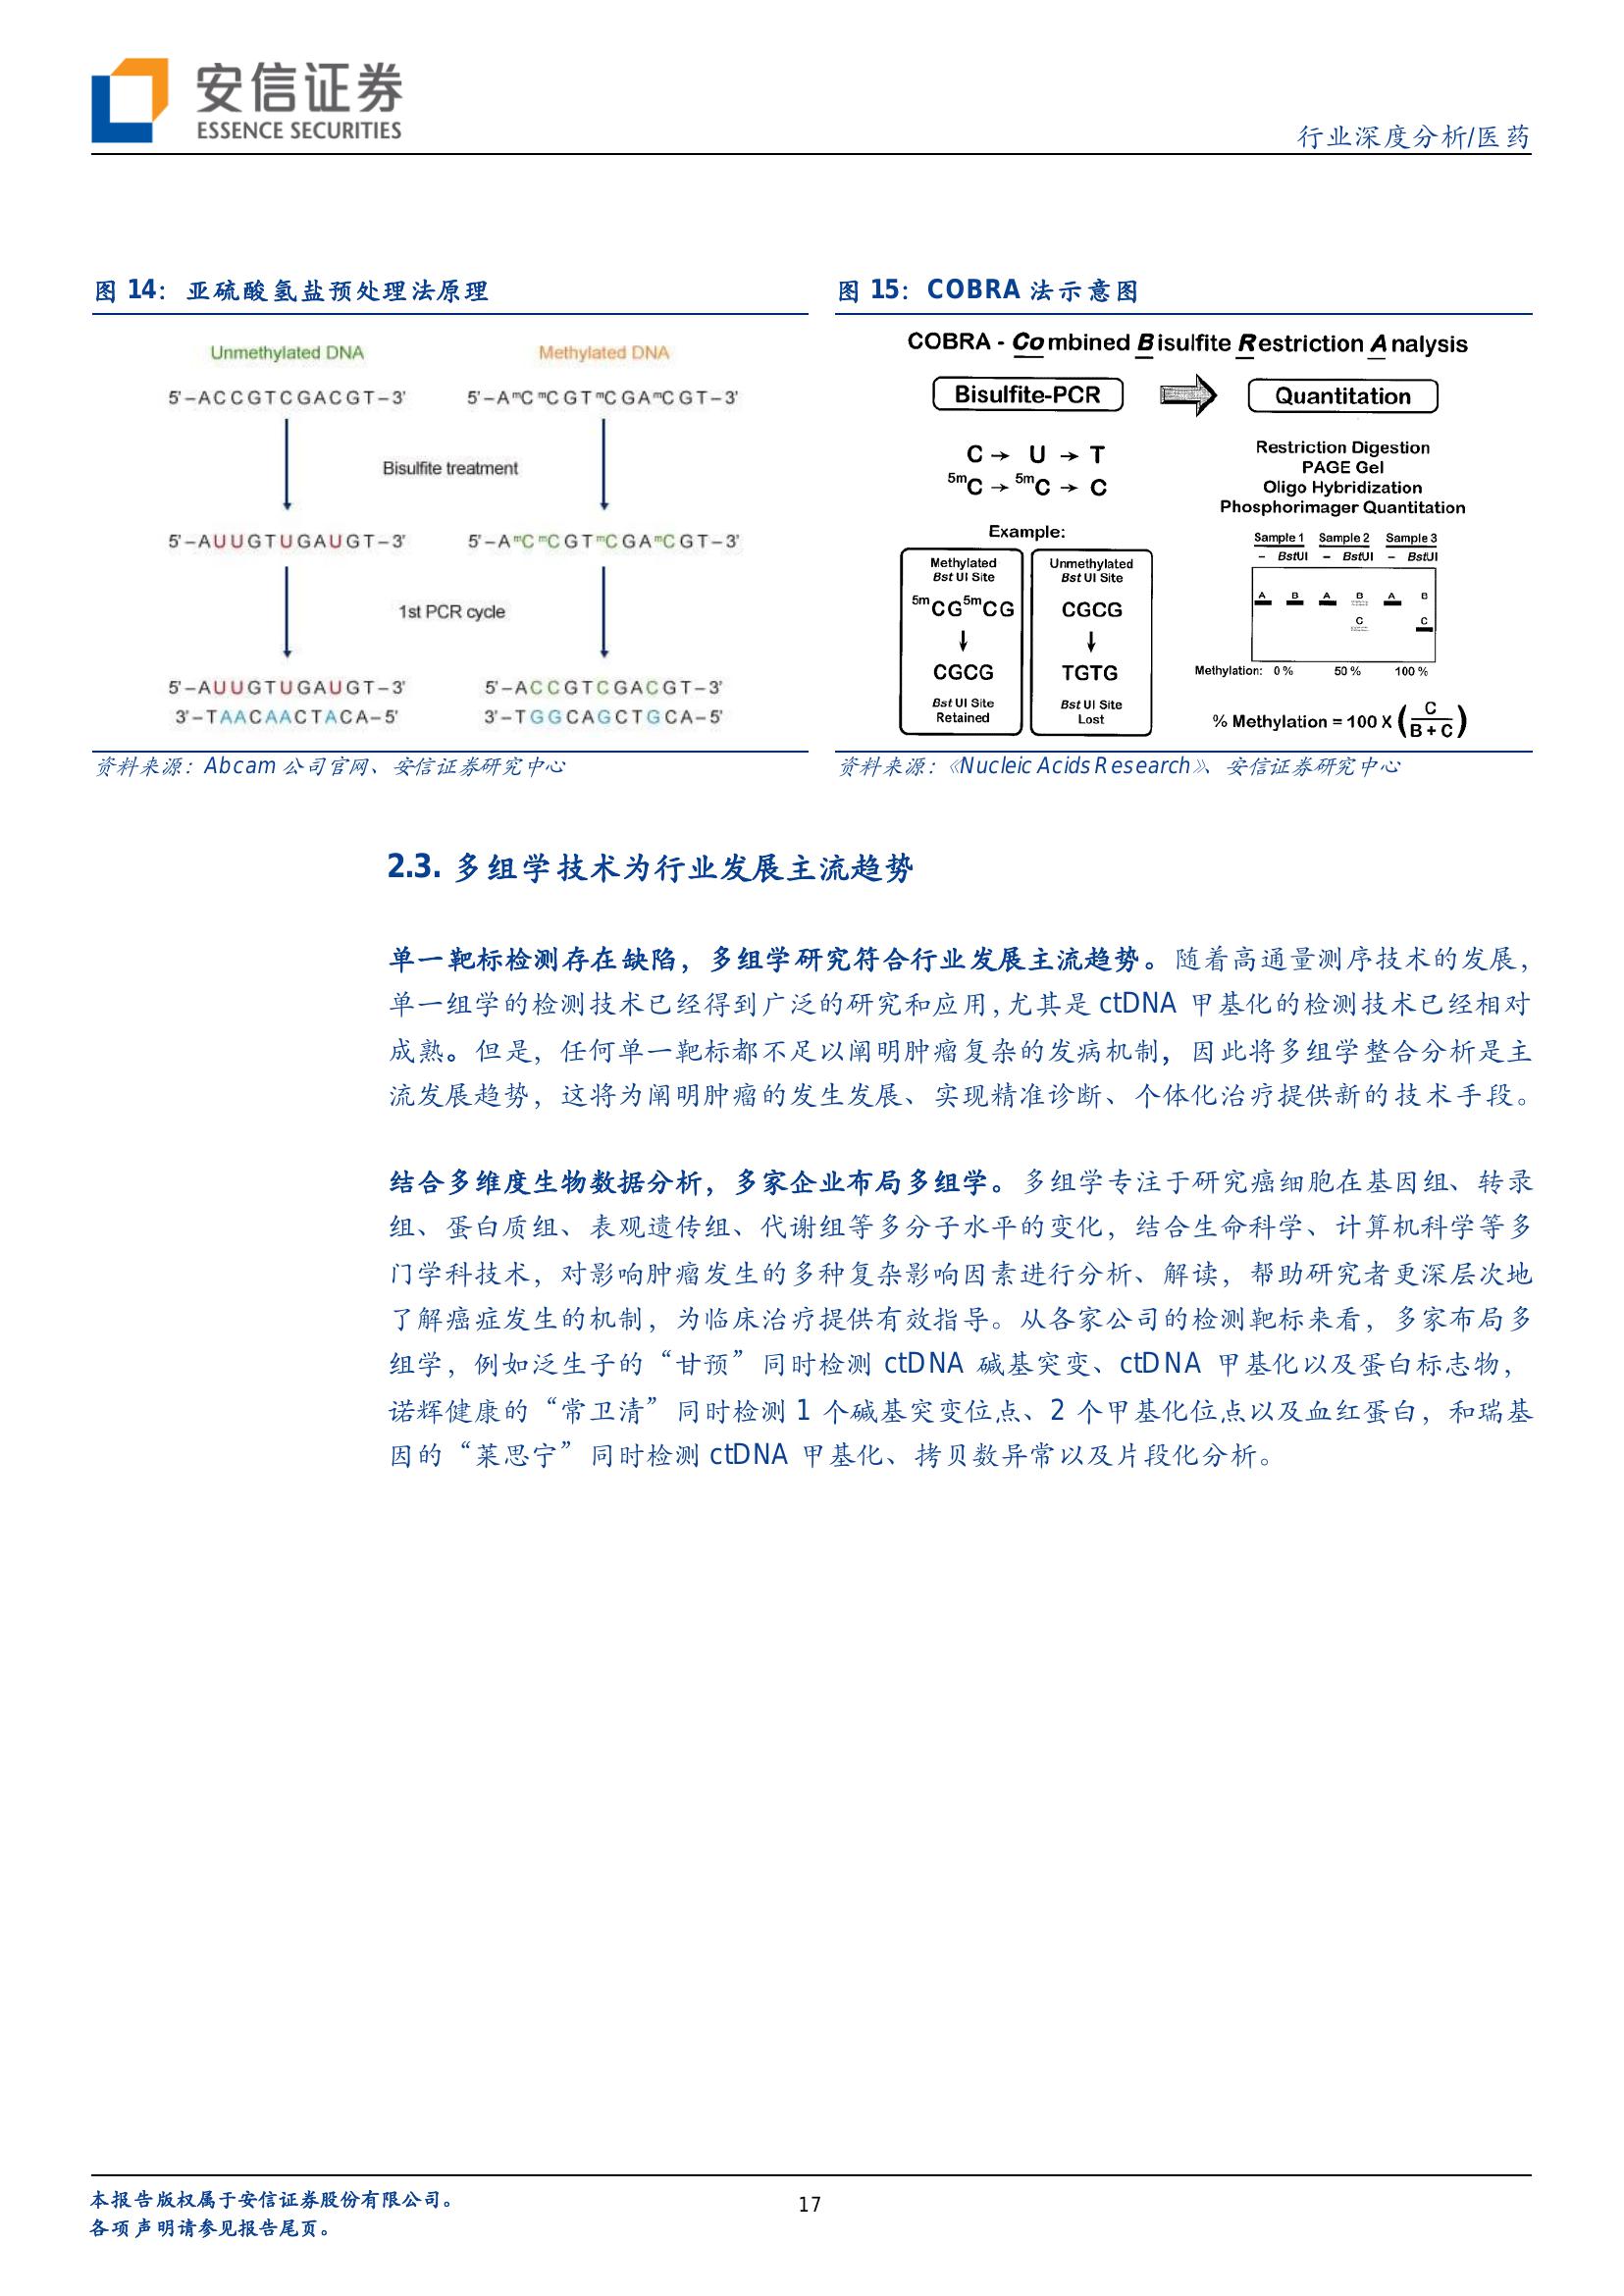 安信证券
ESSENCE SECURITIES
行业深度分析/医药
图 14：亚硫酸氢盐预处理法原理
Unmethylated DNA
Methylated DNA
5'–ACCGTCGACGT–3'
5'–AᵐCᵐCGTᵐCGAᵐCGT–3'
Bisulfite treatment
5'–AUUGTUGAUGT–3'
5'–AᵐCᵐCGTᵐCGAᵐCGT–3'
1st PCR cycle
5'–AUUGTUGAUGT–3'
3'–TAACAACTACA–5'
5'–ACCGTCGACGT–3'
3'–TGGCAGCTGCA–5'
资料来源：Abcam 公司官网、安信证券研究中心
图 15：COBRA 法示意图
COBRA - Combined Bisulfite Restriction Analysis
Bisulfite-PCR
Quantitation
C → U → T
5mC → 5mC → C
Example:
Methylated
BstUI Site
5mCG5mCG
↓
CGCG
BstUI Site
Retained
Unmethylated
BstUI Site
CGCG
↓
TGTG
BstUI Site
Lost
Restriction Digestion
PAGE Gel
Oligo Hybridization
Phosphorimager Quantitation
Sample 1 Sample 2 Sample 3
– BstUI – BstUI – BstUI
A B A B A B
C C
Methylation: 0 % 50 % 100 %
% Methylation = 100 X (C / B + C)
资料来源：《Nucleic Acids Research》、安信证券研究中心
2.3. 多组学技术为行业发展主流趋势
单一靶标检测存在缺陷，多组学研究符合行业发展主流趋势。随着高通量测序技术的发展，
单一组学的检测技术已经得到广泛的研究和应用，尤其是 ctDNA 甲基化的检测技术已经相对
成熟。但是，任何单一靶标都不足以阐明肿瘤复杂的发病机制，因此将多组学整合分析是主
流发展趋势，这将为阐明肿瘤的发生发展、实现精准诊断、个体化治疗提供新的技术手段。
结合多维度生物数据分析，多家企业布局多组学。多组学专注于研究癌细胞在基因组、转录
组、蛋白质组、表观遗传组、代谢组等多分子水平的变化，结合生命科学、计算机科学等多
门学科技术，对影响肿瘤发生的多种复杂影响因素进行分析、解读，帮助研究者更深层次地
了解癌症发生的机制，为临床治疗提供有效指导。从各家公司的检测靶标来看，多家布局多
组学，例如泛生子的“甘预”同时检测 ctDNA 碱基突变、ctDNA 甲基化以及蛋白标志物，
诺辉健康的“常卫清”同时检测 1 个碱基突变位点、2 个甲基化位点以及血红蛋白，和瑞基
因的“莱思宁”同时检测 ctDNA 甲基化、拷贝数异常以及片段化分析。
本报告版权属于安信证券股份有限公司。
各项声明请参见报告尾页。
17